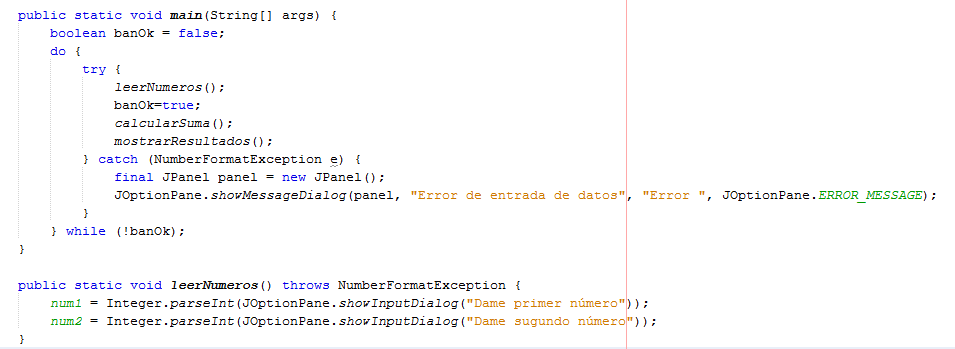 public static void main(String[] args) {
boolean banOk = false;
do {
try {
leerNumeros();
banOk=true;
calcularSuma();
mostrarResultados();
} catch (NumberFormatException e) {
final JPanel panel = new JPanel();
JOptionPane.showMessageDialog(panel, "Error de entrada de datos", "Error ", JOptionPane.ERROR_MESSAGE);
}
} while (!banOk);
}
public static void leerNumeros() throws NumberFormatException {
num1 = Integer.parseInt(JOptionPane.showInputDialog("Dame primer número"));
num2 = Integer.parseInt(JOptionPane.showInputDialog("Dame sugundo número"));
}